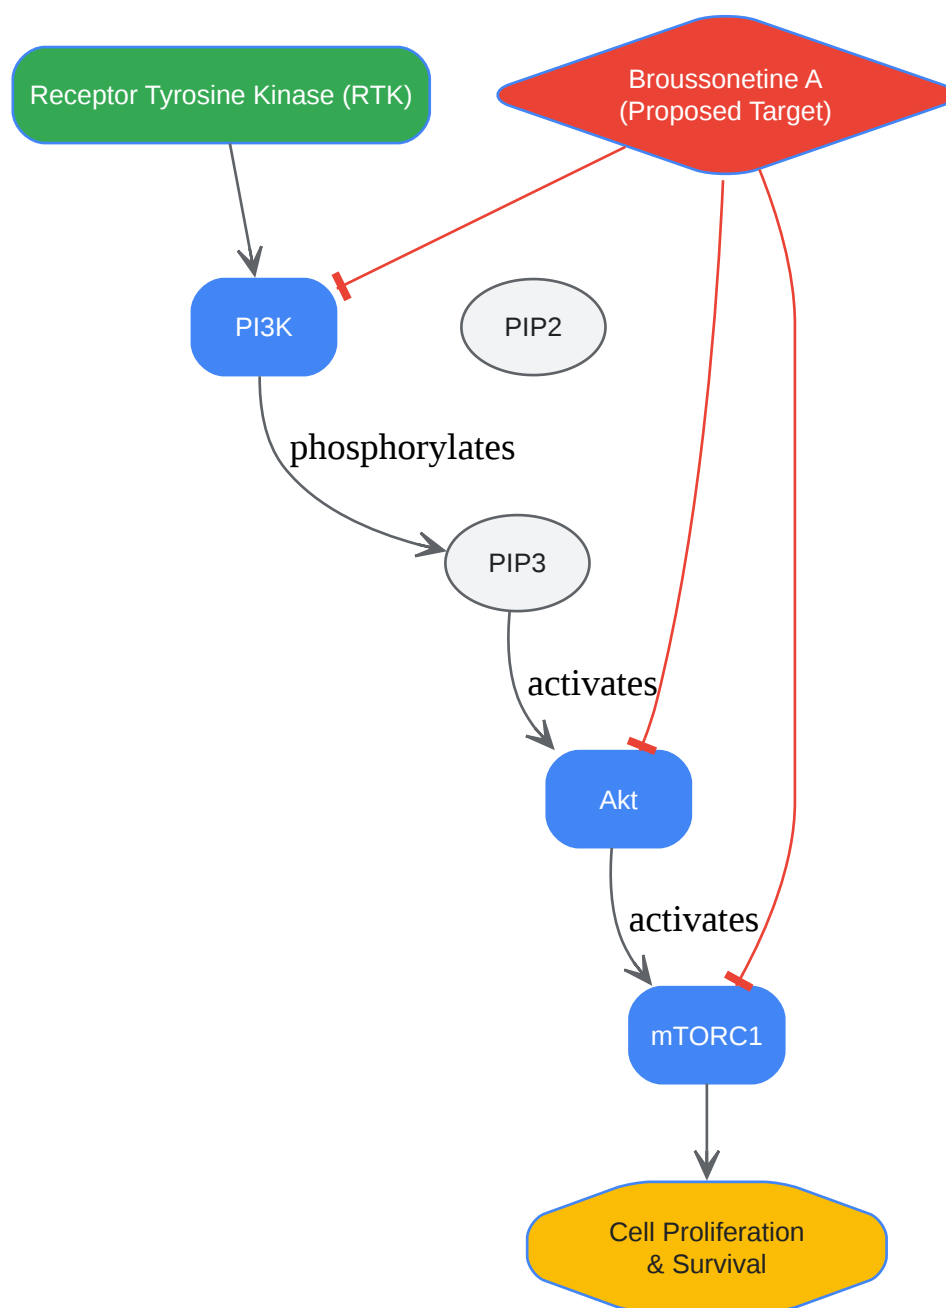 Receptor Tyrosine Kinase (RTK)
Broussonetine A
(Proposed Target)
PI3K
PIP2
phosphorylates
PIP3
activates
Akt
activates
mTORC1
Cell Proliferation
& Survival